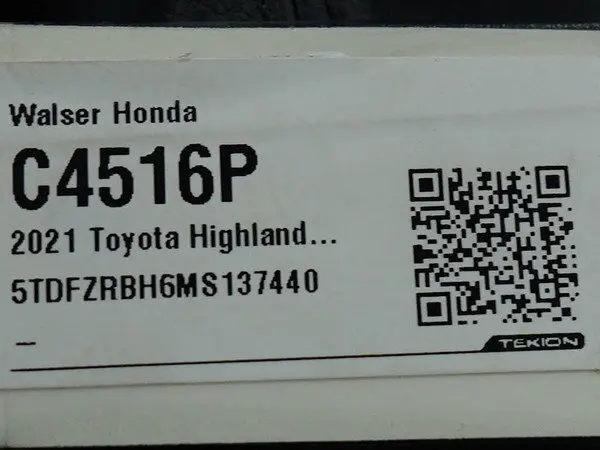 Walser Honda
C4516P
2021 Toyota Highland...
5TDFZRBH6MS137440
–
TEKION